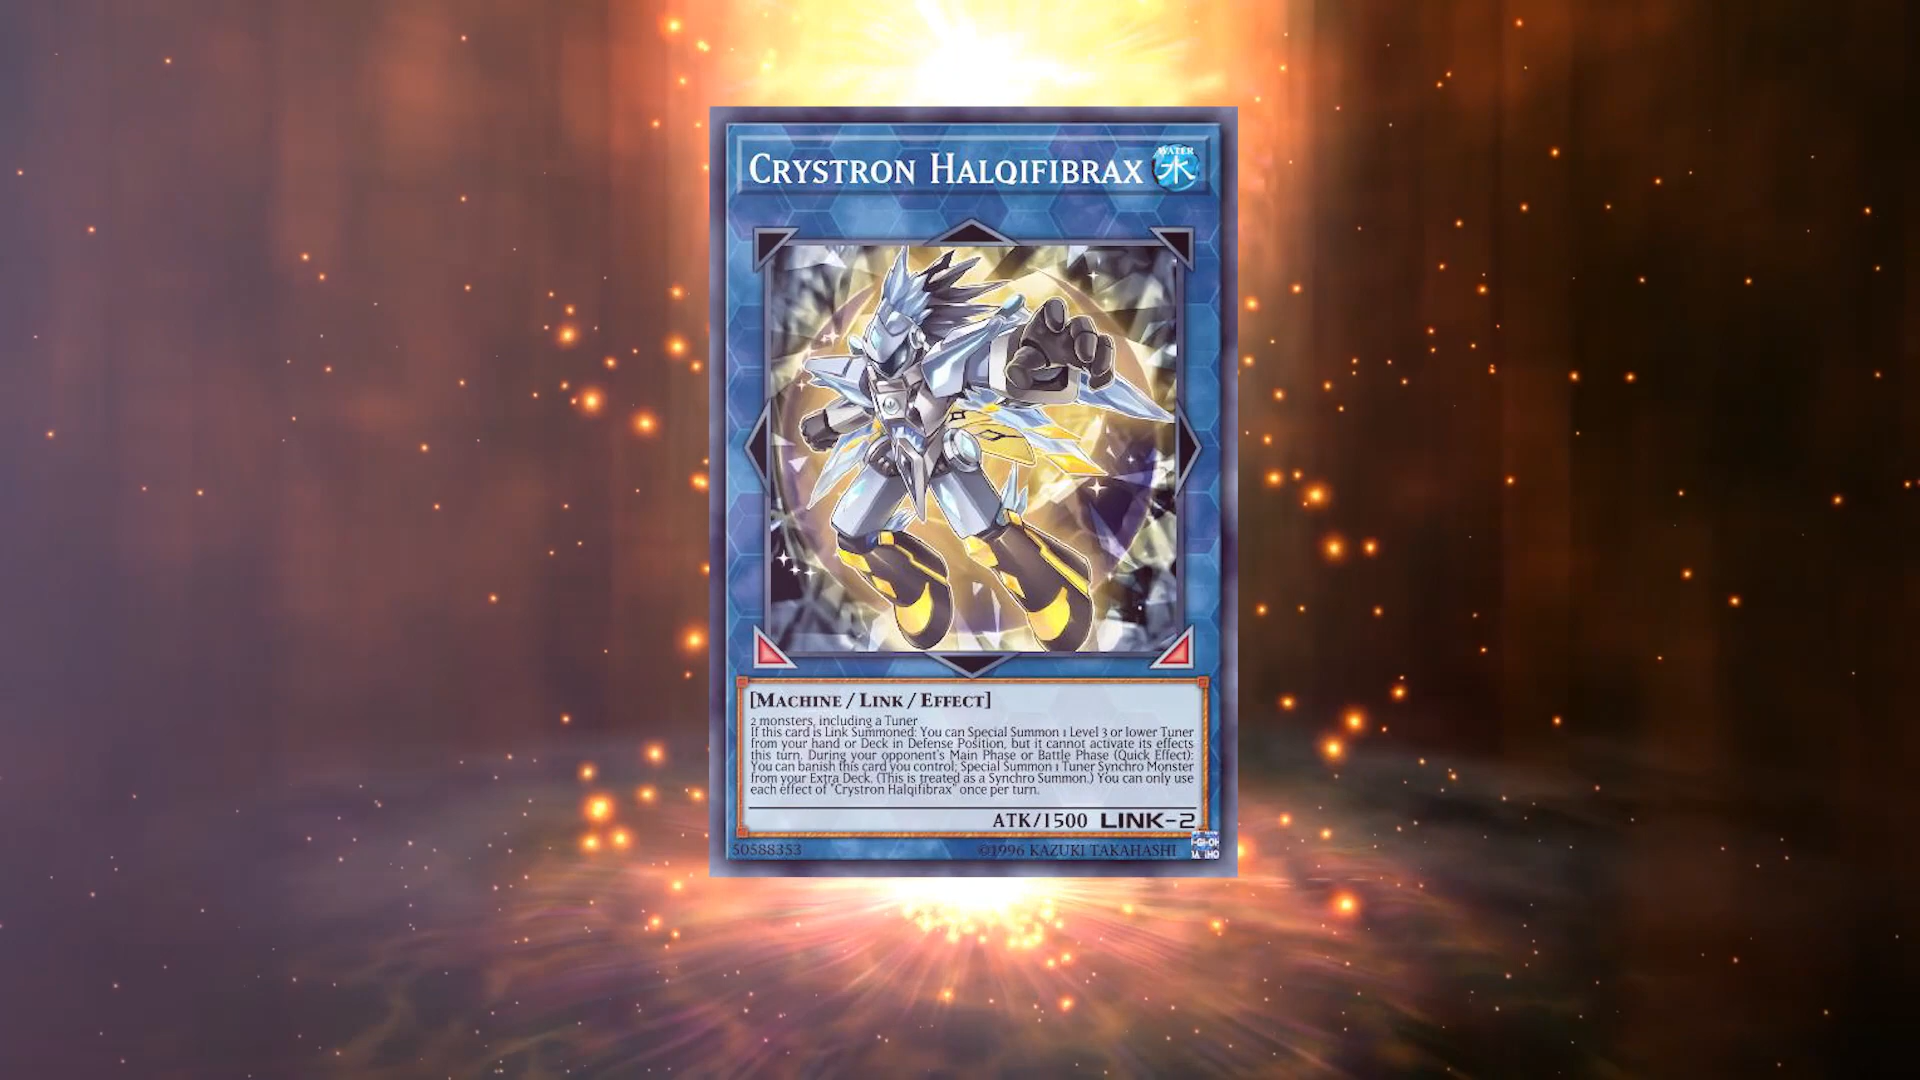 CRYSTRON HALQIFIBRAX
WATER
水
[MACHINE / LINK / EFFECT]
2 monsters, including a Tuner
If this card is Link Summoned: You can Special Summon 1 Level 3 or lower Tuner
from your hand or Deck in Defense Position, but it cannot activate its effects
this turn. During your opponent's Main Phase or Battle Phase (Quick Effect):
You can banish this card you control; Special Summon 1 Tuner Synchro Monster
from your Extra Deck. (This is treated as a Synchro Summon.) You can only use
each effect of "Crystron Halqifibrax" once per turn.
ATK/1500 LINK-2
50588353
©1996 KAZUKI TAKAHASHI